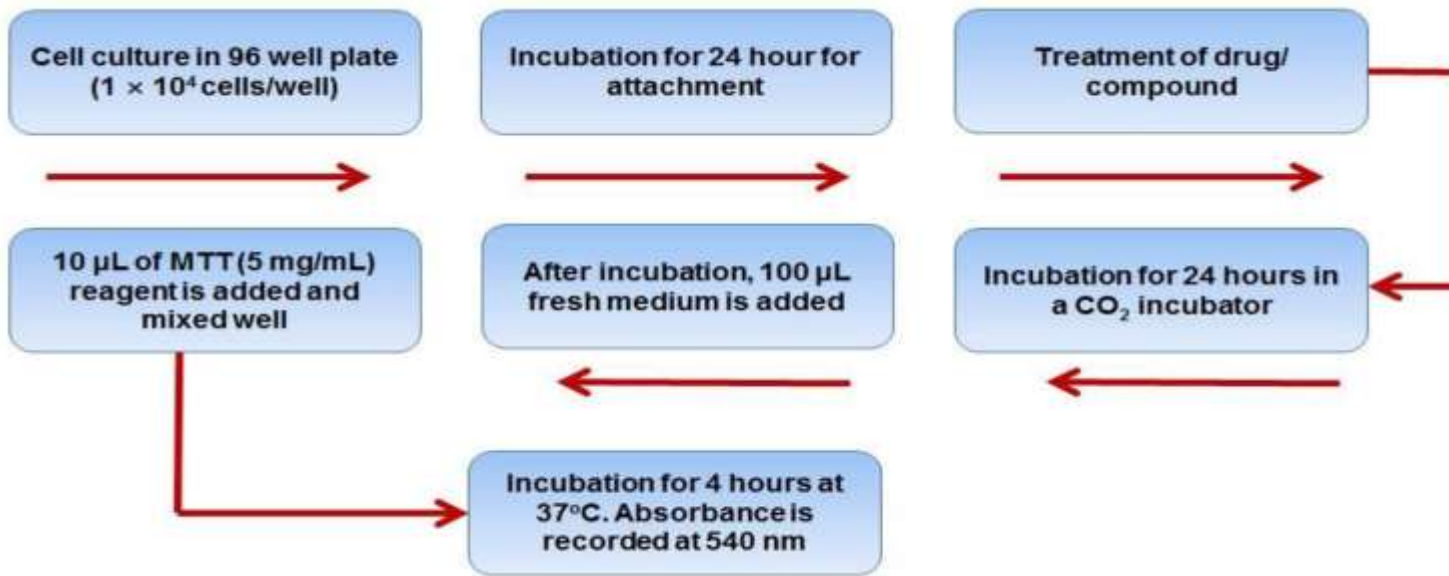 Cell culture in 96 well plate
(1 × 10⁴ cells/well)
Incubation for 24 hour for
attachment
Treatment of drug/
compound
Incubation for 24 hours in
a CO₂ incubator
After incubation, 100 µL
fresh medium is added
10 µL of MTT (5 mg/mL)
reagent is added and
mixed well
Incubation for 4 hours at
37°C. Absorbance is
recorded at 540 nm